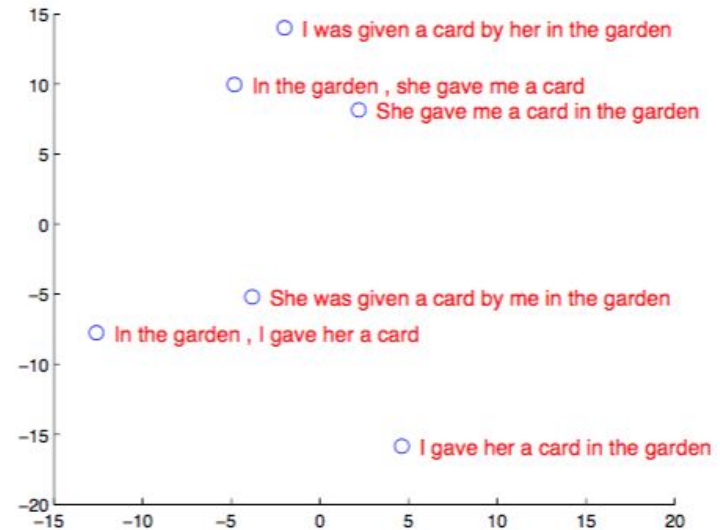 15
I was given a card by her in the garden
10
In the garden , she gave me a card
She gave me a card in the garden
5
0
−5
She was given a card by me in the garden
In the garden , I gave her a card
−10
−15
I gave her a card in the garden
−20
−15 −10 −5 0 5 10 15 20